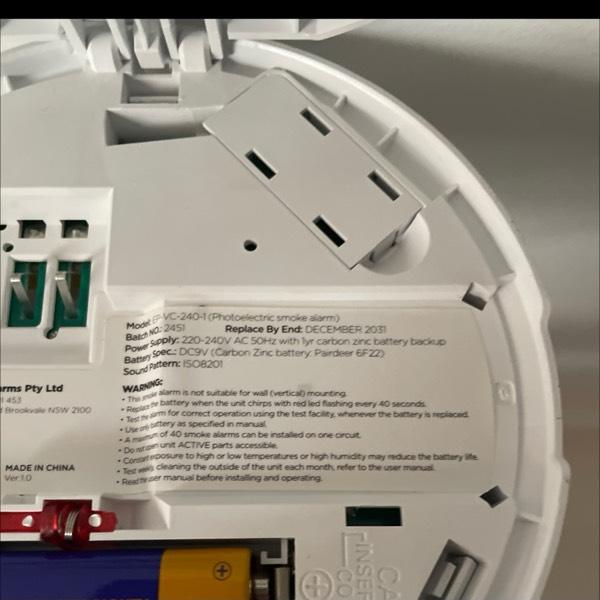 Model: EP-VC-240-1 (Photoelectric smoke alarm)
Batch NO.: 2451 Replace By End: DECEMBER 2031
Power Supply: 220-240V AC 50Hz with 1yr carbon zinc battery backup
Battery Spec.: DC9V (Carbon Zinc battery: Pairdeer 6F22)
Sound Pattern: ISO8201
WARNING:
• This smoke alarm is not suitable for wall (vertical) mounting.
• Replace the battery when the unit chirps with red led flashing every 40 seconds.
• Test the alarm for correct operation using the test facility, whenever the battery is replaced.
• Use only battery as specified in manual.
• A maximum of 40 smoke alarms can be installed on one circuit.
• Do not open unit ACTIVE parts accessible.
• Constant exposure to high or low temperatures or high humidity may reduce the battery life.
• Test weekly, cleaning the outside of the unit each month, refer to the user manual.
• Read the user manual before installing and operating.
arms Pty Ltd
1 453
d Brookvale NSW 2100
MADE IN CHINA
Ver:1.0
+